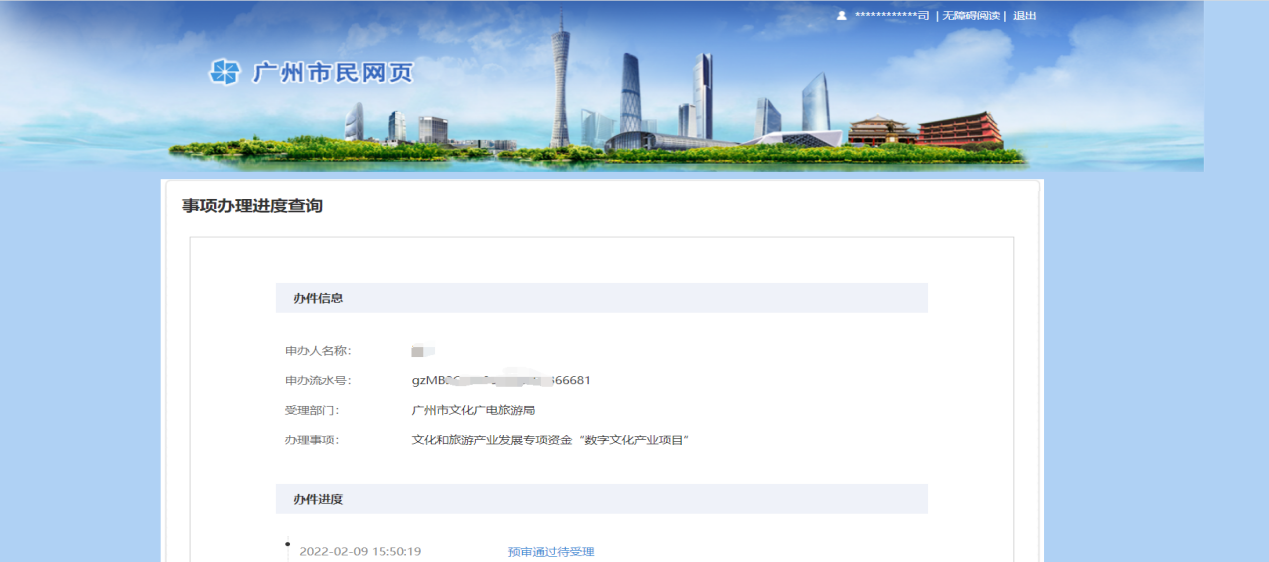 ************司 | 无障碍阅读 | 退出
广州市民网页
事项办理进度查询
办件信息
申办人名称：
申办流水号： gzMB 66681
受理部门： 广州市文化广电旅游局
办理事项： 文化和旅游产业发展专项资金“数字文化产业项目”
办件进度
2022-02-09 15:50:19 预审通过待受理